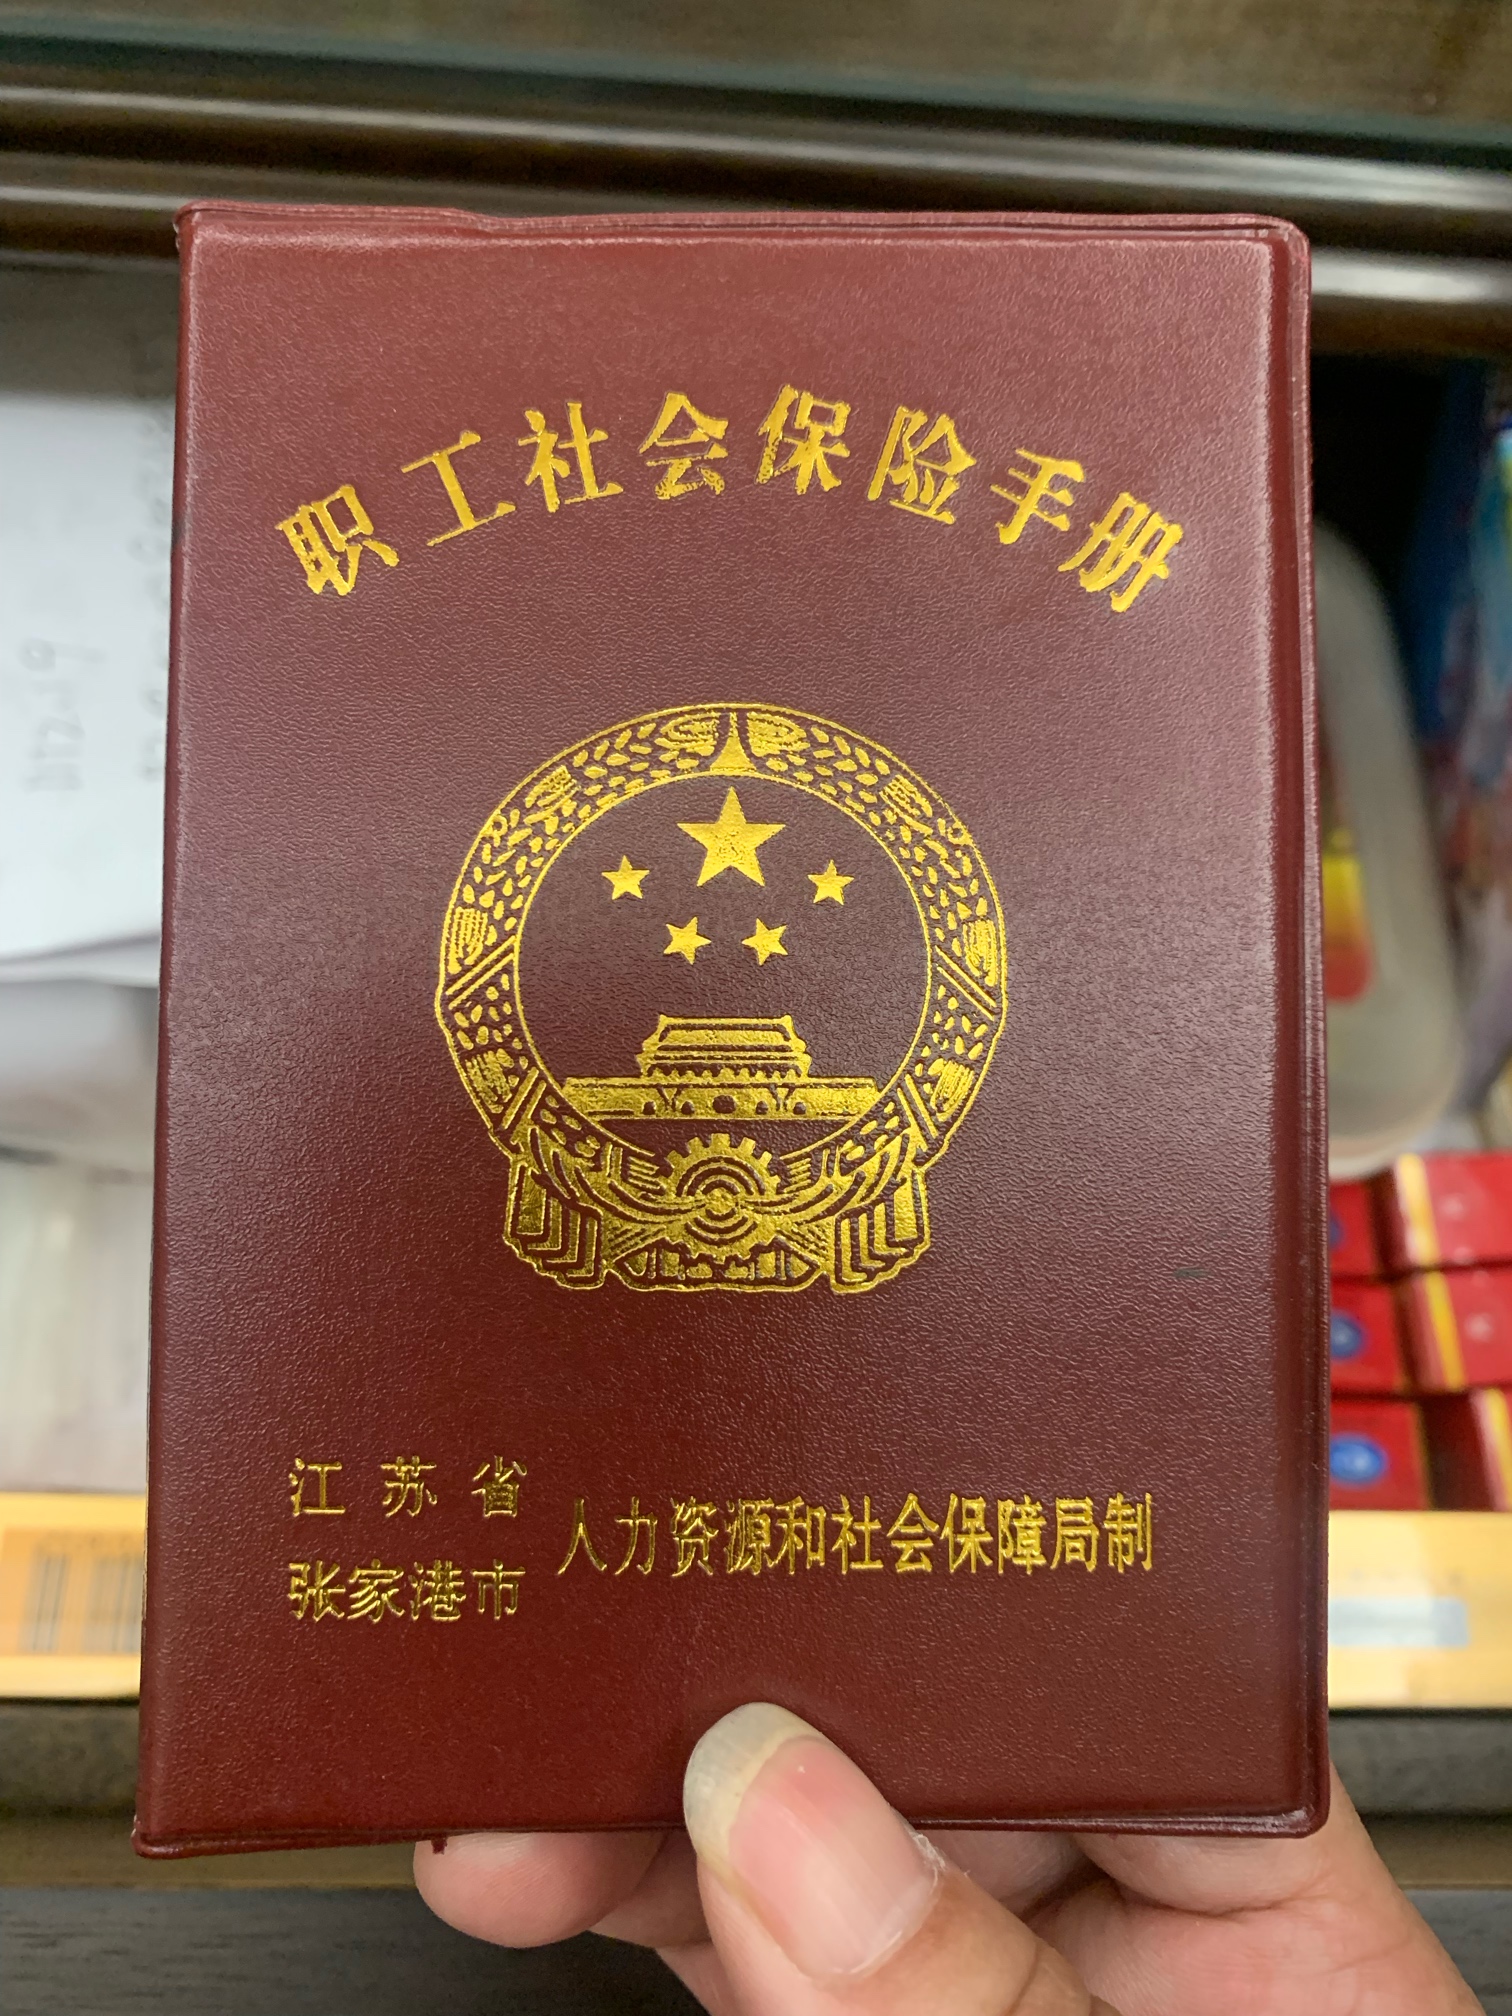 职工社会保险手册
江苏省
张家港市
人力资源和社会保障局制